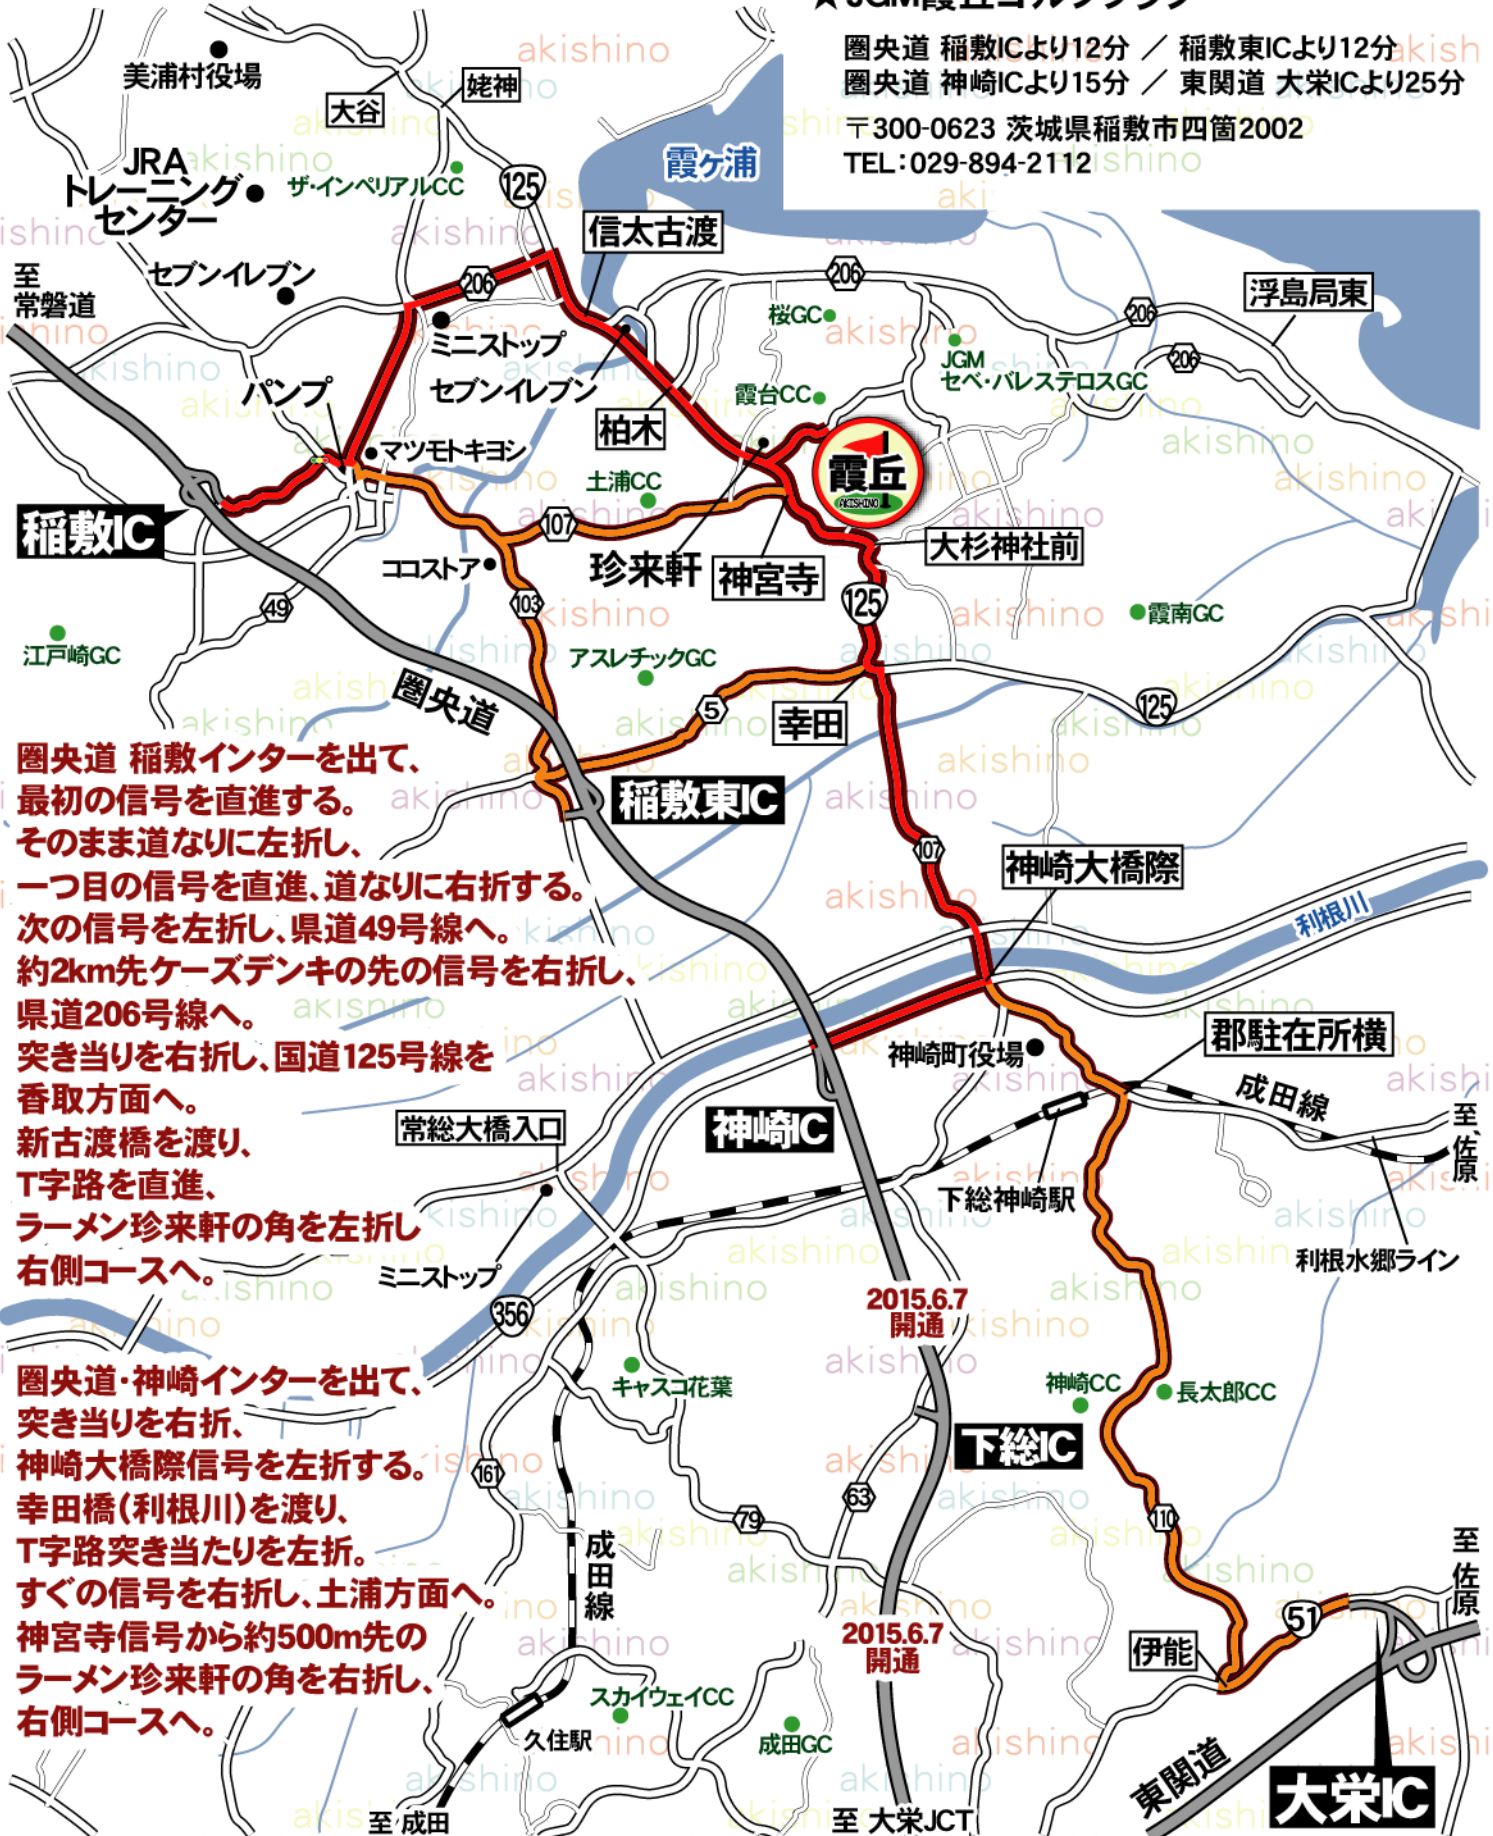 ★JGM霞丘ゴルフクラブ
圏央道 稲敷ICより12分 ／ 稲敷東ICより12分
圏央道 神崎ICより15分 ／ 東関道 大栄ICより25分
〒300-0623 茨城県稲敷市四箇2002
TEL：029-894-2112
美浦村役場
大谷
姥神
JRA
トレーニング
センター
ザ・インペリアルCC
125
霞ヶ浦
信太古渡
至
常磐道
セブンイレブン
206
206
浮島局東
206
206
ミニストップ
桜GC
JGM
セベ・バレステロスGC
パンプ
セブンイレブン
霞台CC
柏木
マツモトキヨシ
霞丘
AKISHINO
土浦CC
稲敷IC
107
大杉神社前
ココストア
珍来軒
神宮寺
49
103
125
霞南GC
江戸崎GC
アスレチックGC
圏央道
5
幸田
125
稲敷東IC
107
神崎大橋際
利根川
圏央道 稲敷インターを出て、
最初の信号を直進する。
そのまま道なりに左折し、
一つ目の信号を直進、道なりに右折する。
次の信号を左折し、県道49号線へ。
約2km先ケーズデンキの先の信号を右折し、
県道206号線へ。
突き当りを右折し、国道125号線を
香取方面へ。
新古渡橋を渡り、
T字路を直進、
ラーメン珍来軒の角を左折し
右側コースへ。
神崎町役場
郡駐在所横
成田線
至 佐原
常総大橋入口
神崎IC
下総神崎駅
利根水郷ライン
ミニストップ
356
2015.6.7
開通
圏央道・神崎インターを出て、
突き当りを右折、
神崎大橋際信号を左折する。
幸田橋（利根川）を渡り、
T字路突き当たりを左折。
すぐの信号を右折し、土浦方面へ。
神宮寺信号から約500m先の
ラーメン珍来軒の角を右折し、
右側コースへ。
キャスコ花葉
神崎CC
長太郎CC
下総IC
161
63
79
110
成田線
至 佐原
2015.6.7
開通
51
伊能
スカイウェイCC
久住駅
成田GC
東関道
大栄IC
至 成田
至 大栄JCT
akishino